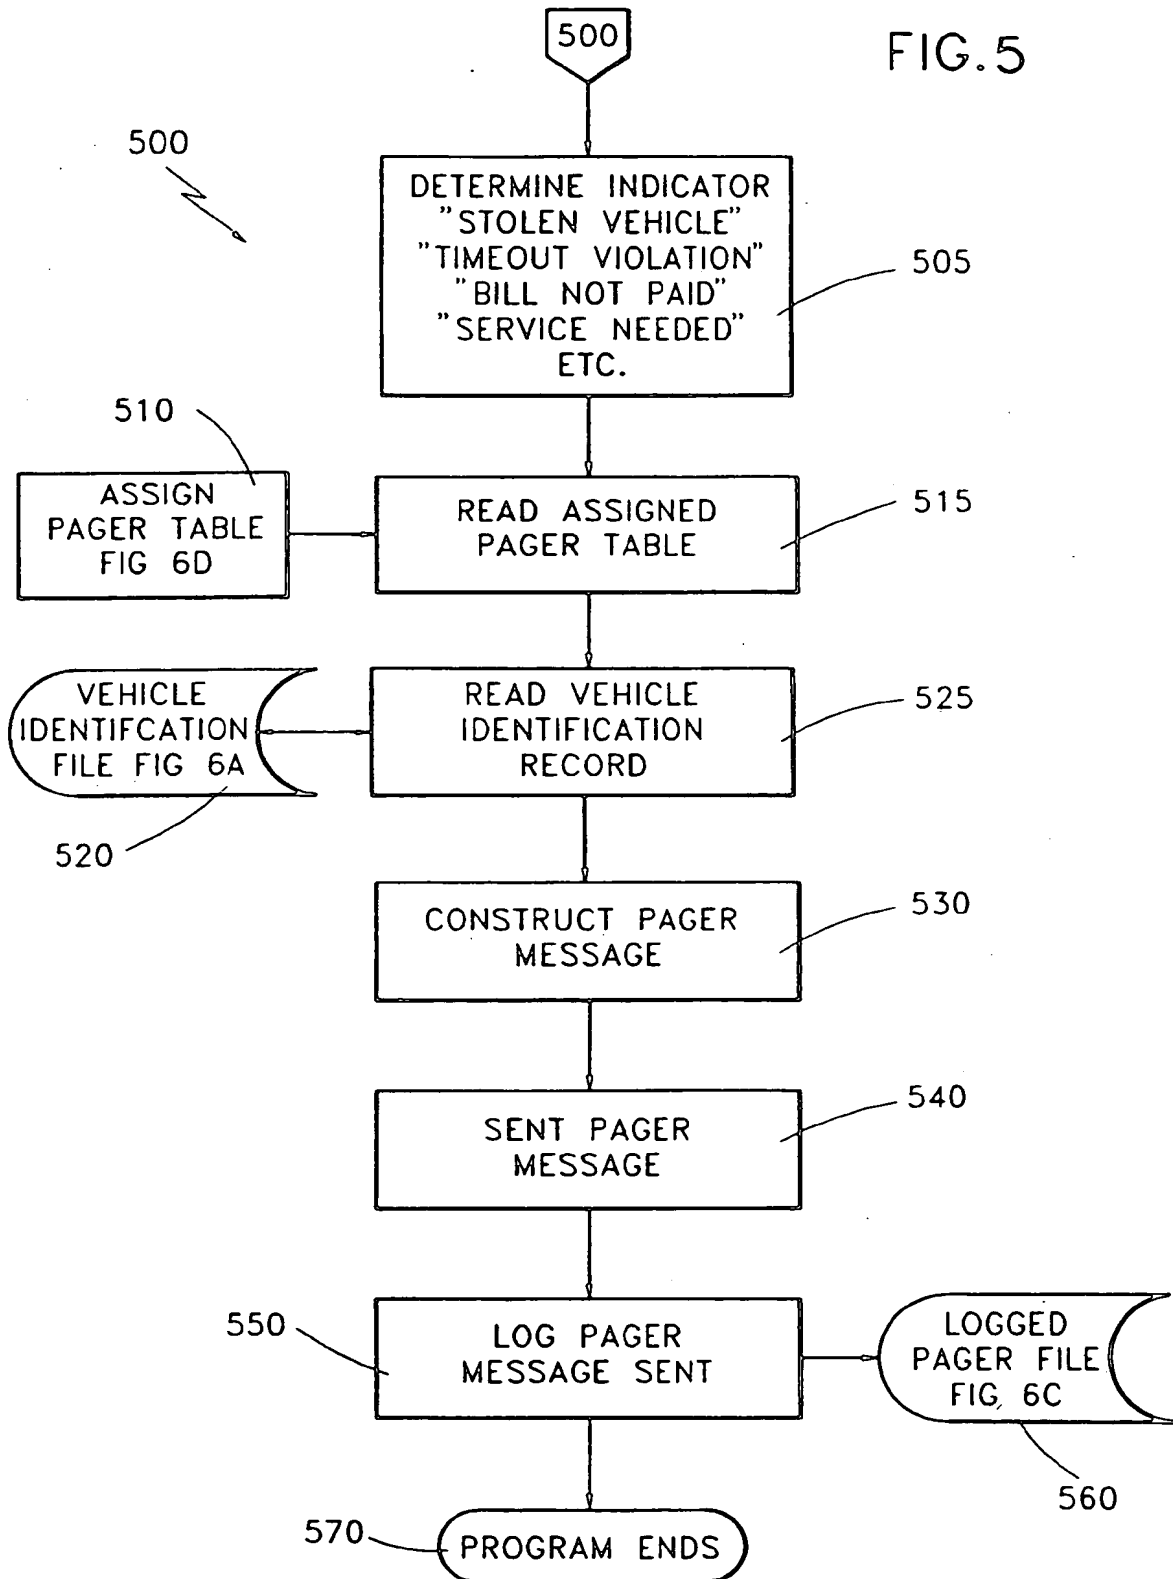 500
FIG.5
500
DETERMINE INDICATOR
"STOLEN VEHICLE"
"TIMEOUT VIOLATION"
"BILL NOT PAID"
"SERVICE NEEDED"
ETC.
505
510
ASSIGN
PAGER TABLE
FIG 6D
READ ASSIGNED
PAGER TABLE
515
VEHICLE
IDENTIFCATION
FILE FIG 6A
520
READ VEHICLE
IDENTIFICATION
RECORD
525
CONSTRUCT PAGER
MESSAGE
530
SENT PAGER
MESSAGE
540
550
LOG PAGER
MESSAGE SENT
LOGGED
PAGER FILE
FIG 6C
560
570
PROGRAM ENDS